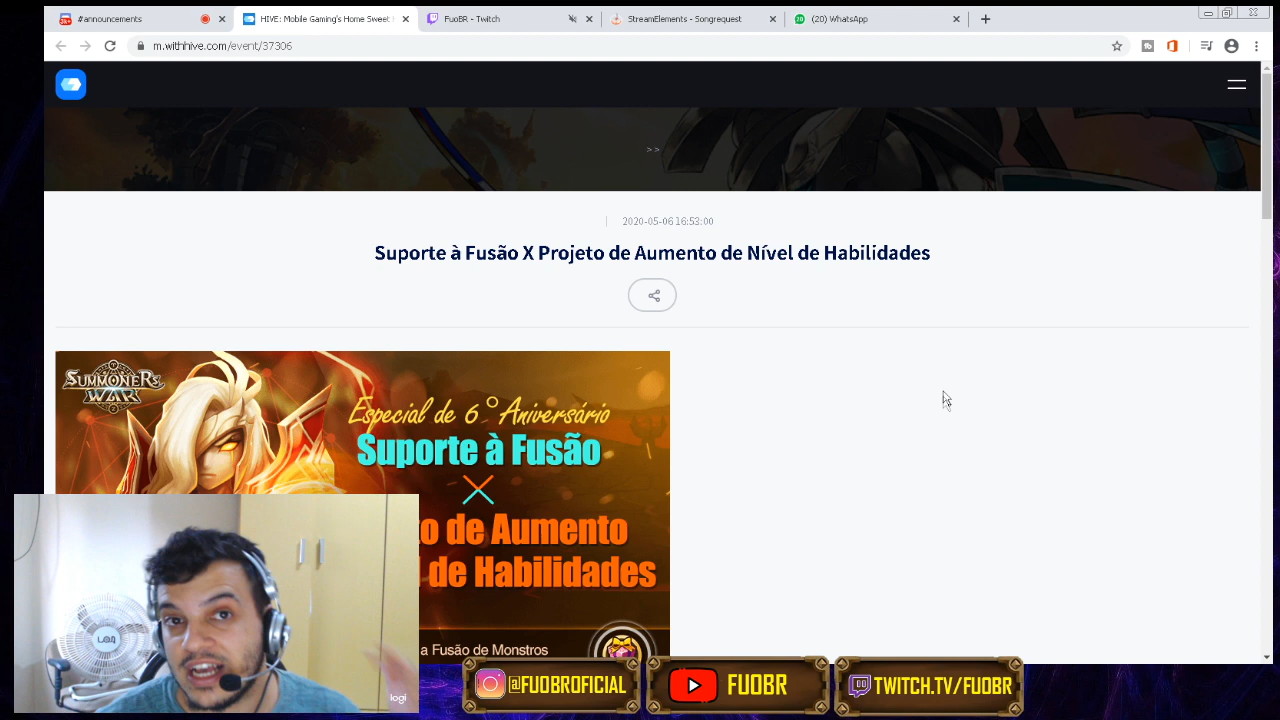 #announcements
HIVE: Mobile Gaming's Home Sweet
FuoBR - Twitch
StreamElements - Songrequest
(20) WhatsApp
m.withhive.com/event/37306
>>
2020-05-06 16:53:00
Suporte à Fusão X Projeto de Aumento de Nível de Habilidades
SUMMONERS
WAR
Especial de 6° Aniversário
Suporte à Fusão
X
to de Aumento
l de Habilidades
a Fusão de Monstros
logi
@FUOBROFICIAL
FUOBR
TWITCH.TV/FUOBR